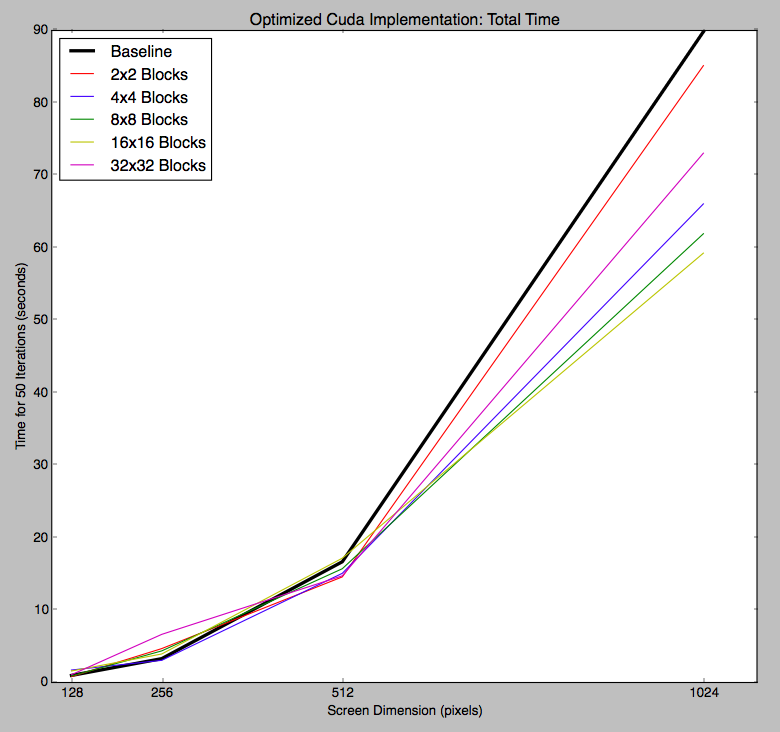 Optimized Cuda Implementation: Total Time
90
80
70
60
50
40
30
20
10
0
Time for 50 Iterations (seconds)
Baseline
2x2 Blocks
4x4 Blocks
8x8 Blocks
16x16 Blocks
32x32 Blocks
128 256 512 1024
Screen Dimension (pixels)